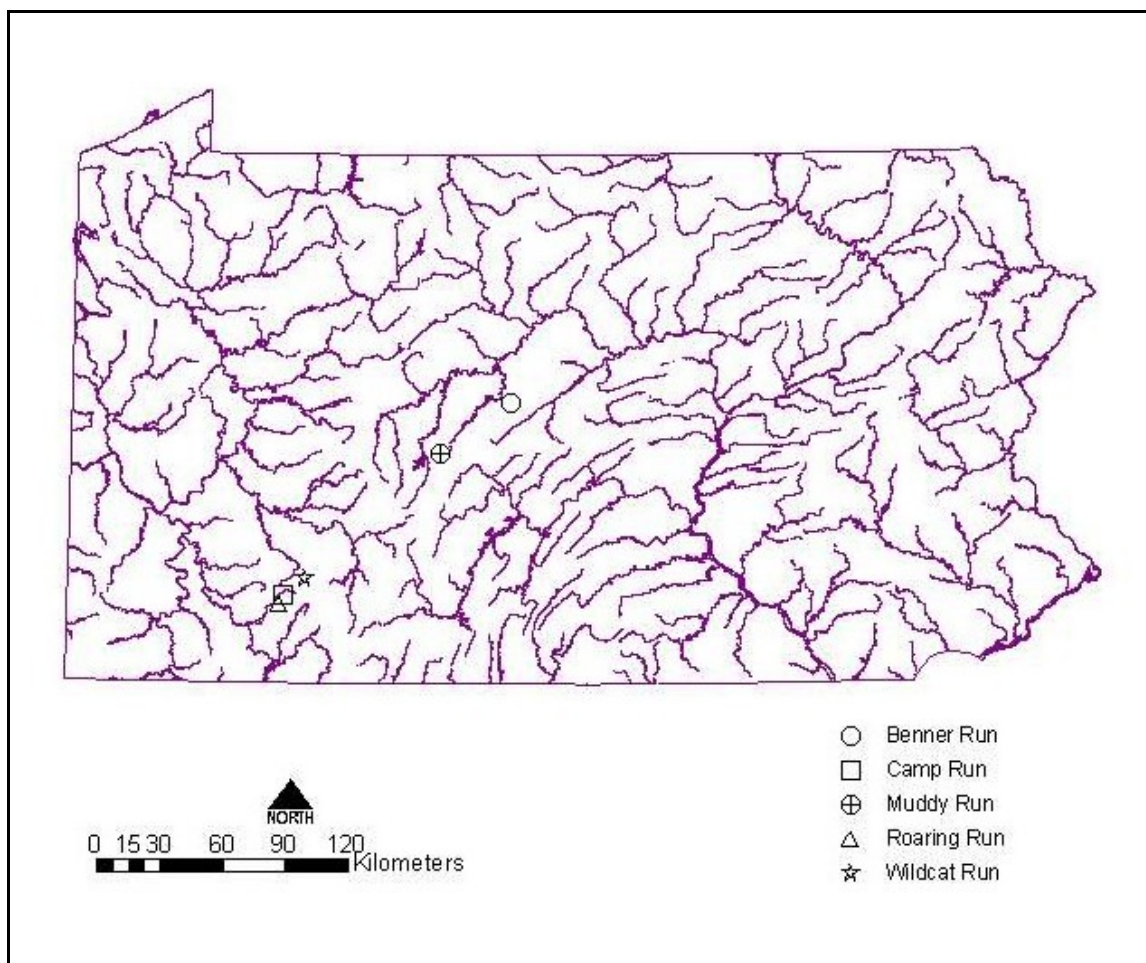 Benner Run
Camp Run
Muddy Run
Roaring Run
Wildcat Run
NORTH
0 15 30 60 90 120
Kilometers